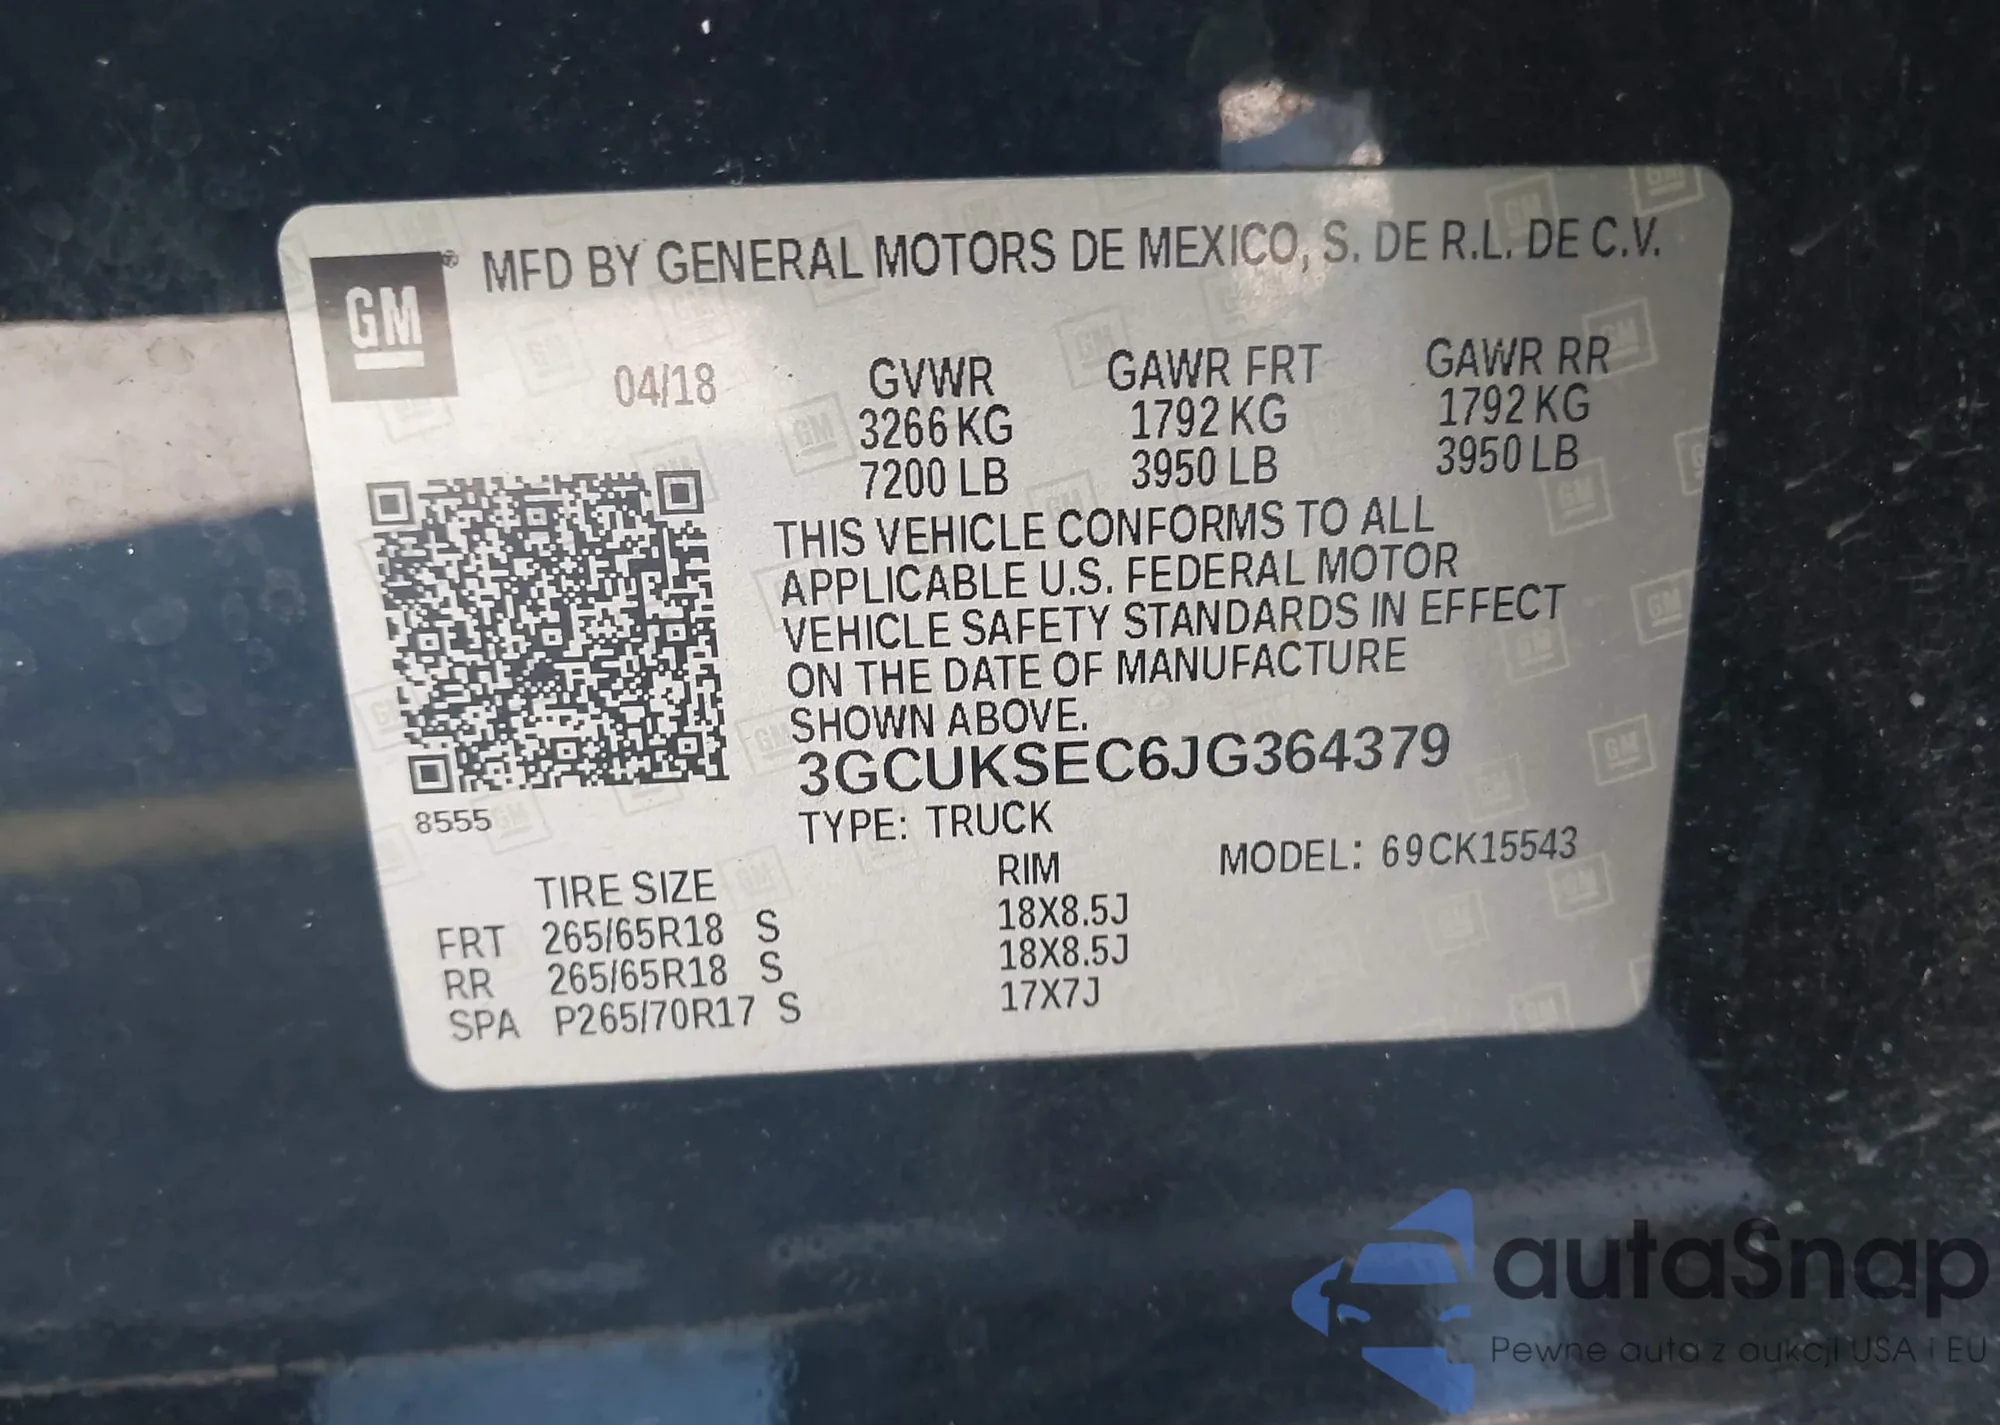 GM® MFD BY GENERAL MOTORS DE MEXICO, S. DE R.L. DE C.V.
04/18 GVWR GAWR FRT GAWR RR
3266 KG 1792 KG 1792 KG
7200 LB 3950 LB 3950 LB
THIS VEHICLE CONFORMS TO ALL
APPLICABLE U.S. FEDERAL MOTOR
VEHICLE SAFETY STANDARDS IN EFFECT
ON THE DATE OF MANUFACTURE
SHOWN ABOVE.
3GCUKSEC6JG364379
8555
TYPE: TRUCK
MODEL: 69CK15543
TIRE SIZE RIM
FRT 265/65R18 S 18X8.5J
RR 265/65R18 S 18X8.5J
SPA P265/70R17 S 17X7J
autaSnap
Pewne auta z aukcji USA i EU